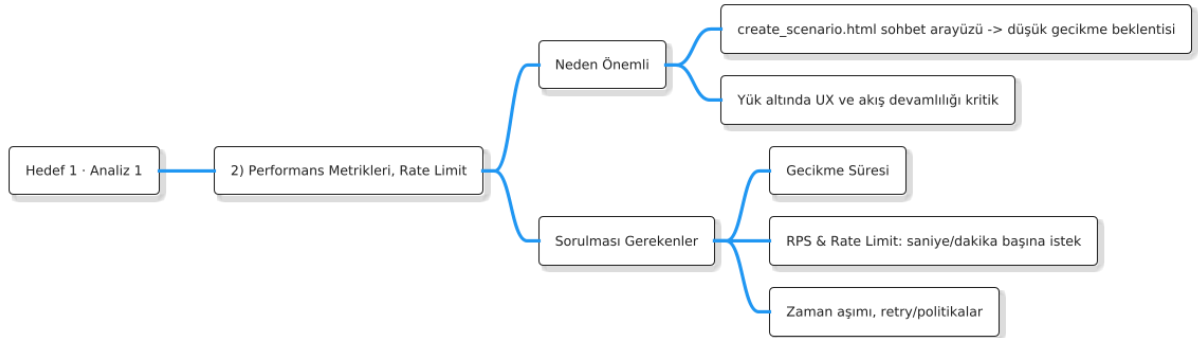 Hedef 1 · Analiz 1
2) Performans Metrikleri, Rate Limit
Neden Önemli
create_scenario.html sohbet arayüzü -> düşük gecikme beklentisi
Yük altında UX ve akış devamlılığı kritik
Sorulması Gerekenler
Gecikme Süresi
RPS & Rate Limit: saniye/dakika başına istek
Zaman aşımı, retry/politikalar